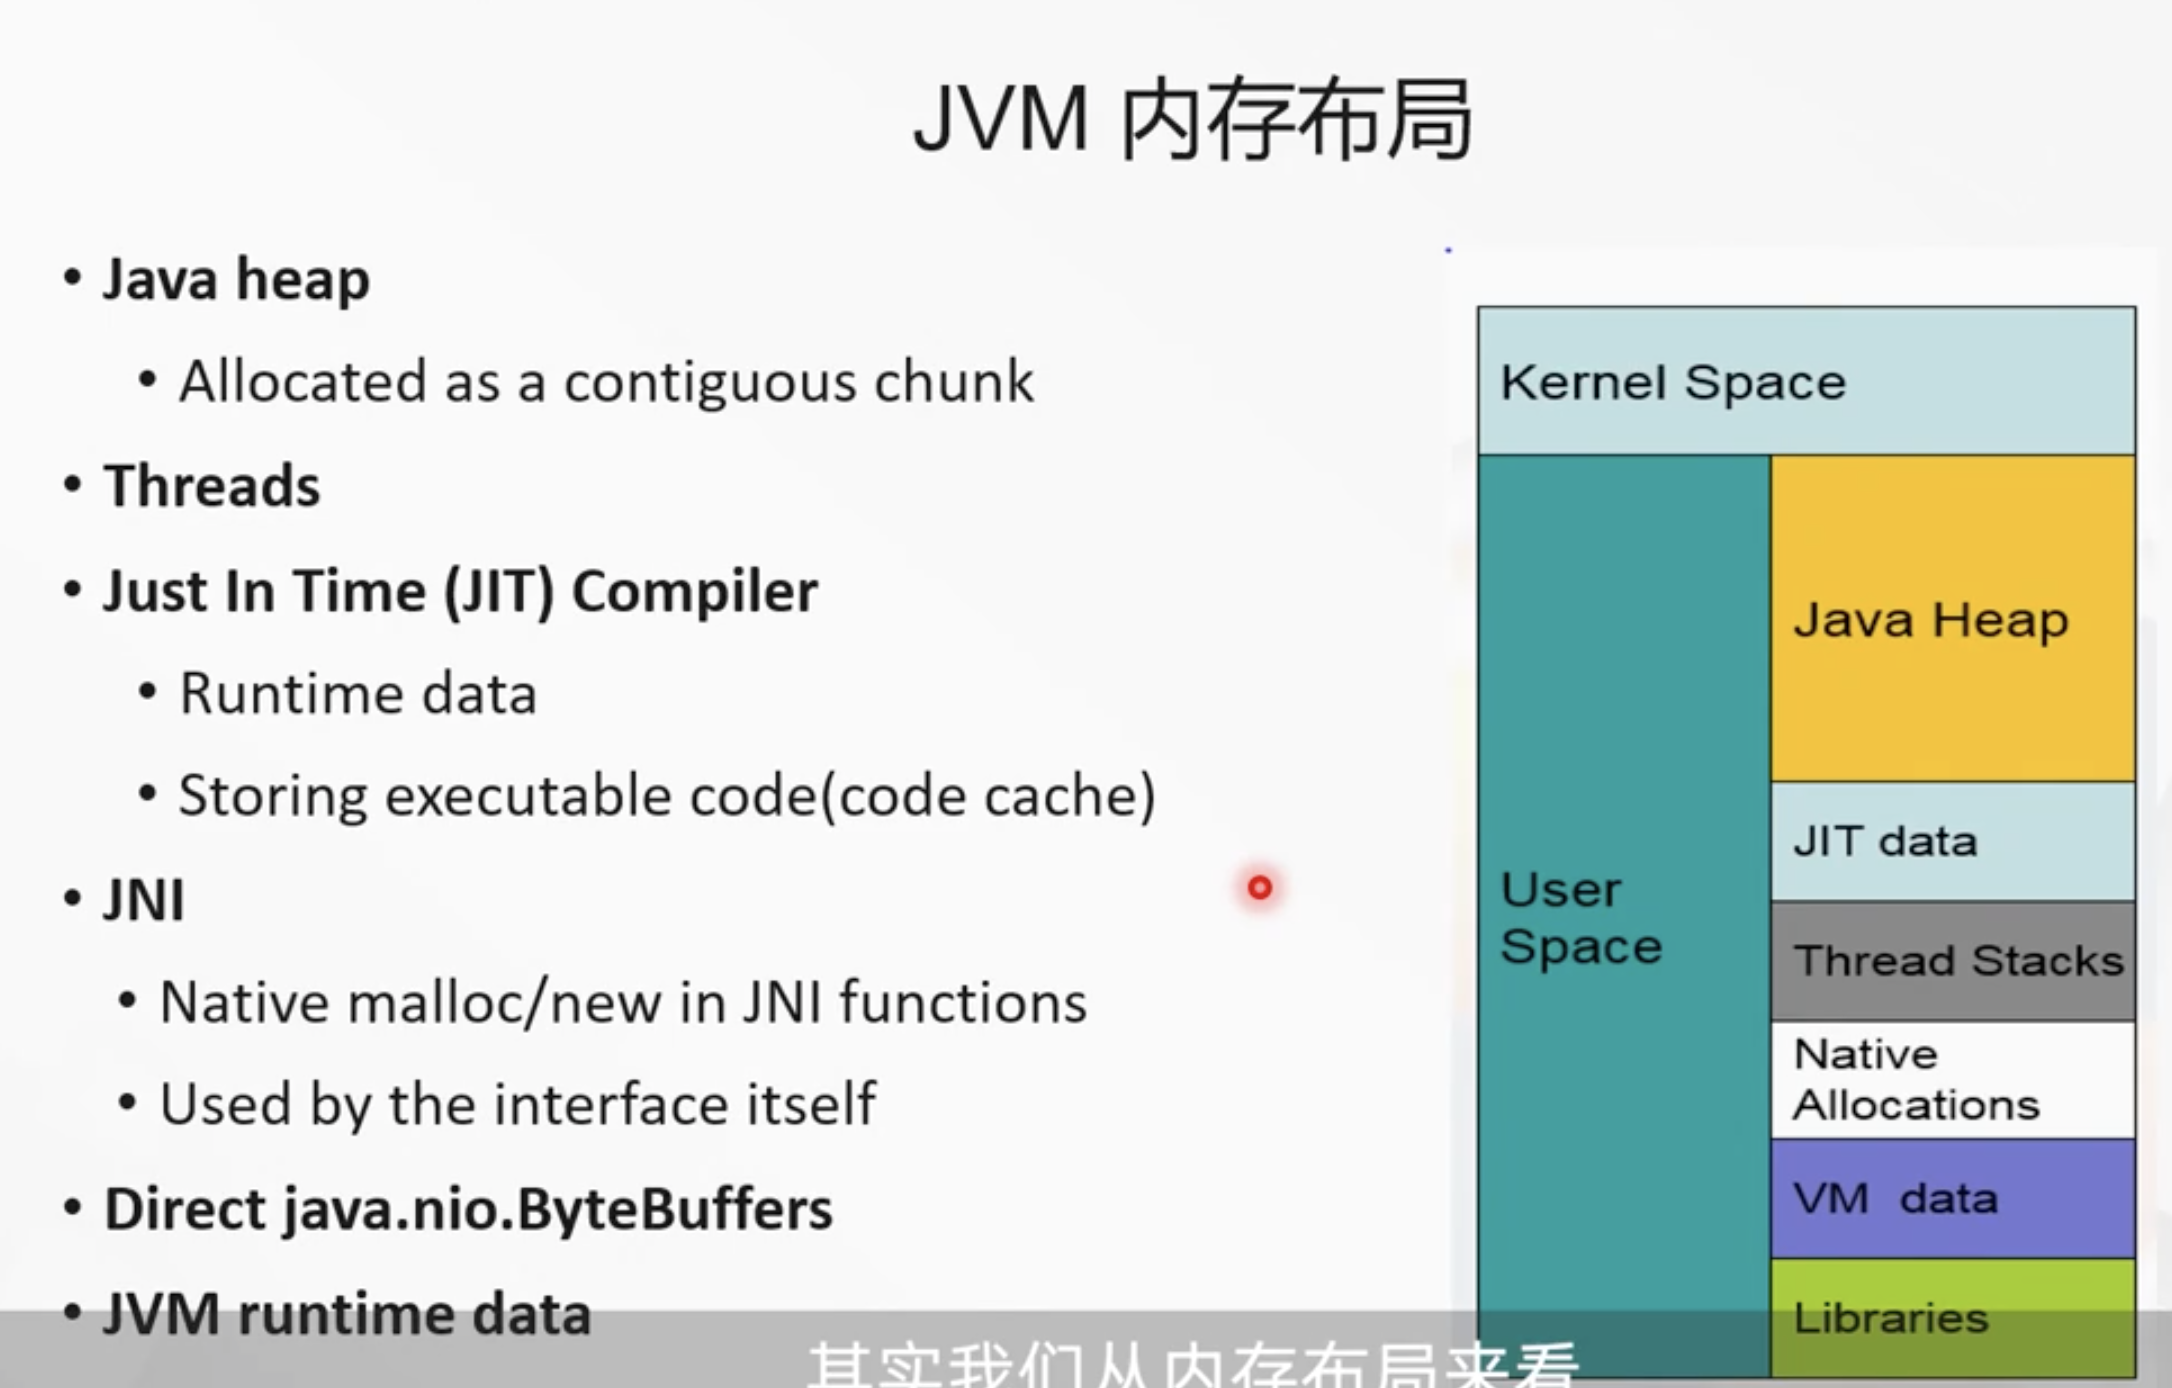 JVM 内存布局
• Java heap
• Allocated as a contiguous chunk
• Threads
• Just In Time (JIT) Compiler
• Runtime data
• Storing executable code(code cache)
• JNI
• Native malloc/new in JNI functions
• Used by the interface itself
• Direct java.nio.ByteBuffers
• JVM runtime data
Kernel Space
User
Space
Java Heap
JIT data
Thread Stacks
Native
Allocations
VM data
Libraries
其实我们从内存布局来看